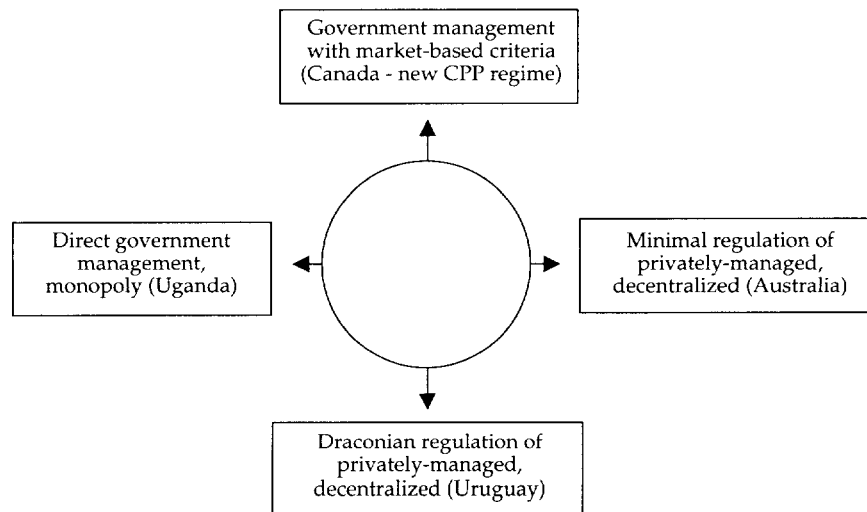 Government management
with market-based criteria
(Canada - new CPP regime)
Direct government
management,
monopoly (Uganda)
Minimal regulation of
privately-managed,
decentralized (Australia)
Draconian regulation of
privately-managed,
decentralized (Uruguay)